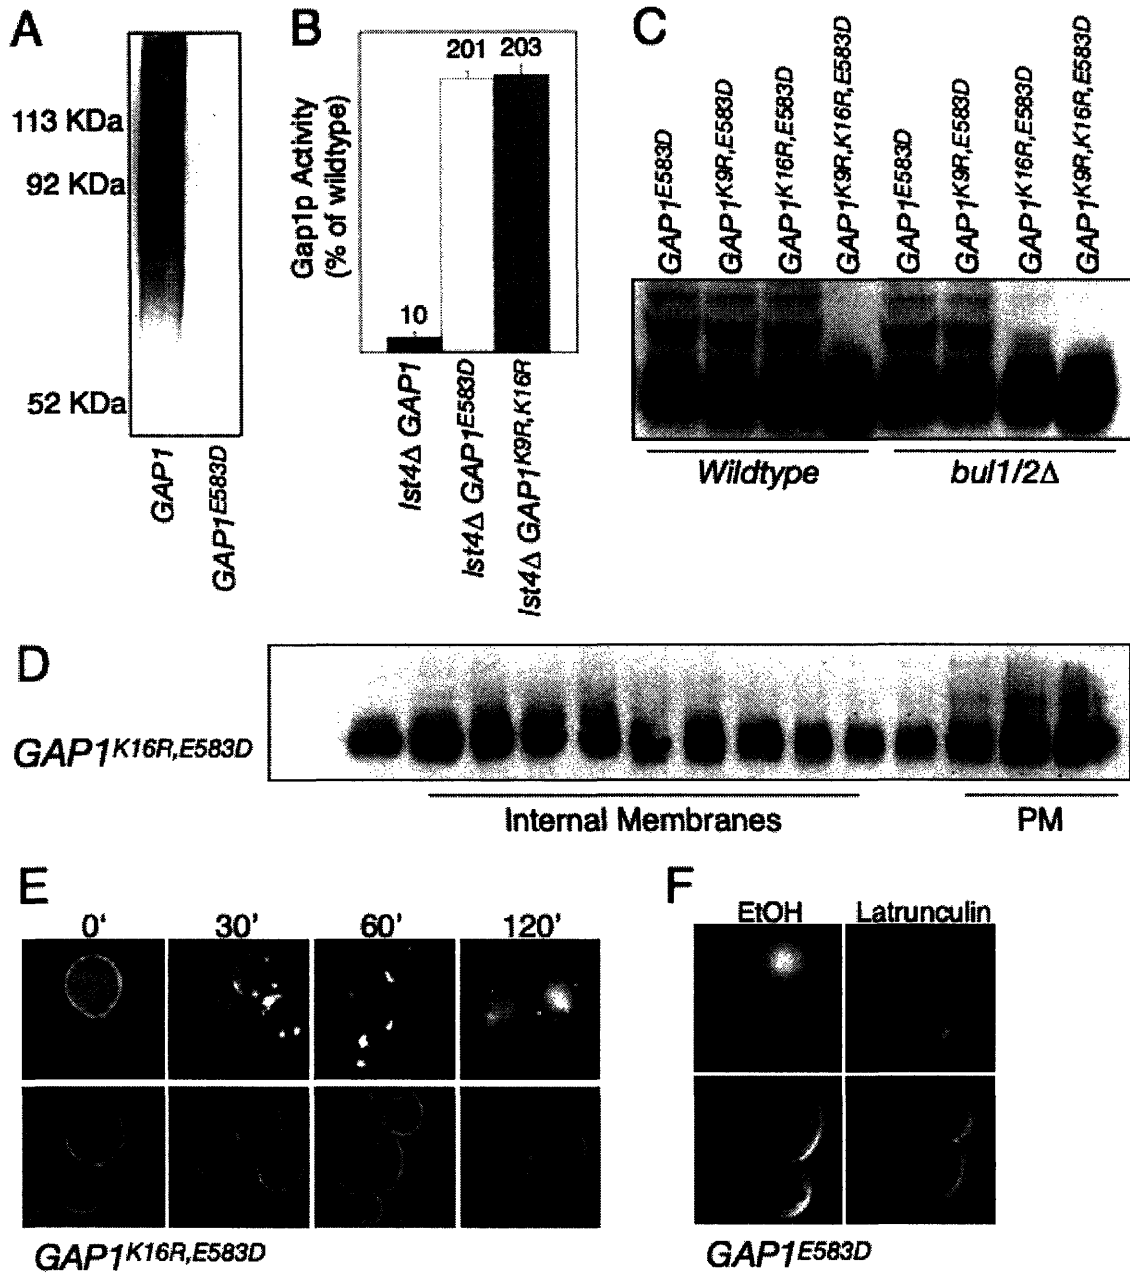 A
113 KDa
92 KDa
52 KDa
GAP1
GAP1E583D
B
Gap1p Activity
(% of wildtype)
10
201
203
lst4Δ GAP1
lst4Δ GAP1E583D
lst4Δ GAP1K9R,K16R
C
GAP1E583D
GAP1K9R,E583D
GAP1K16R,E583D
GAP1K9R,K16R,E583D
GAP1E583D
GAP1K9R,E583D
GAP1K16R,E583D
GAP1K9R,K16R,E583D
Wildtype
bul1/2Δ
D
GAP1K16R,E583D
Internal Membranes
PM
E
0'
30'
60'
120'
GAP1K16R,E583D
F
EtOH
Latrunculin
GAP1E583D